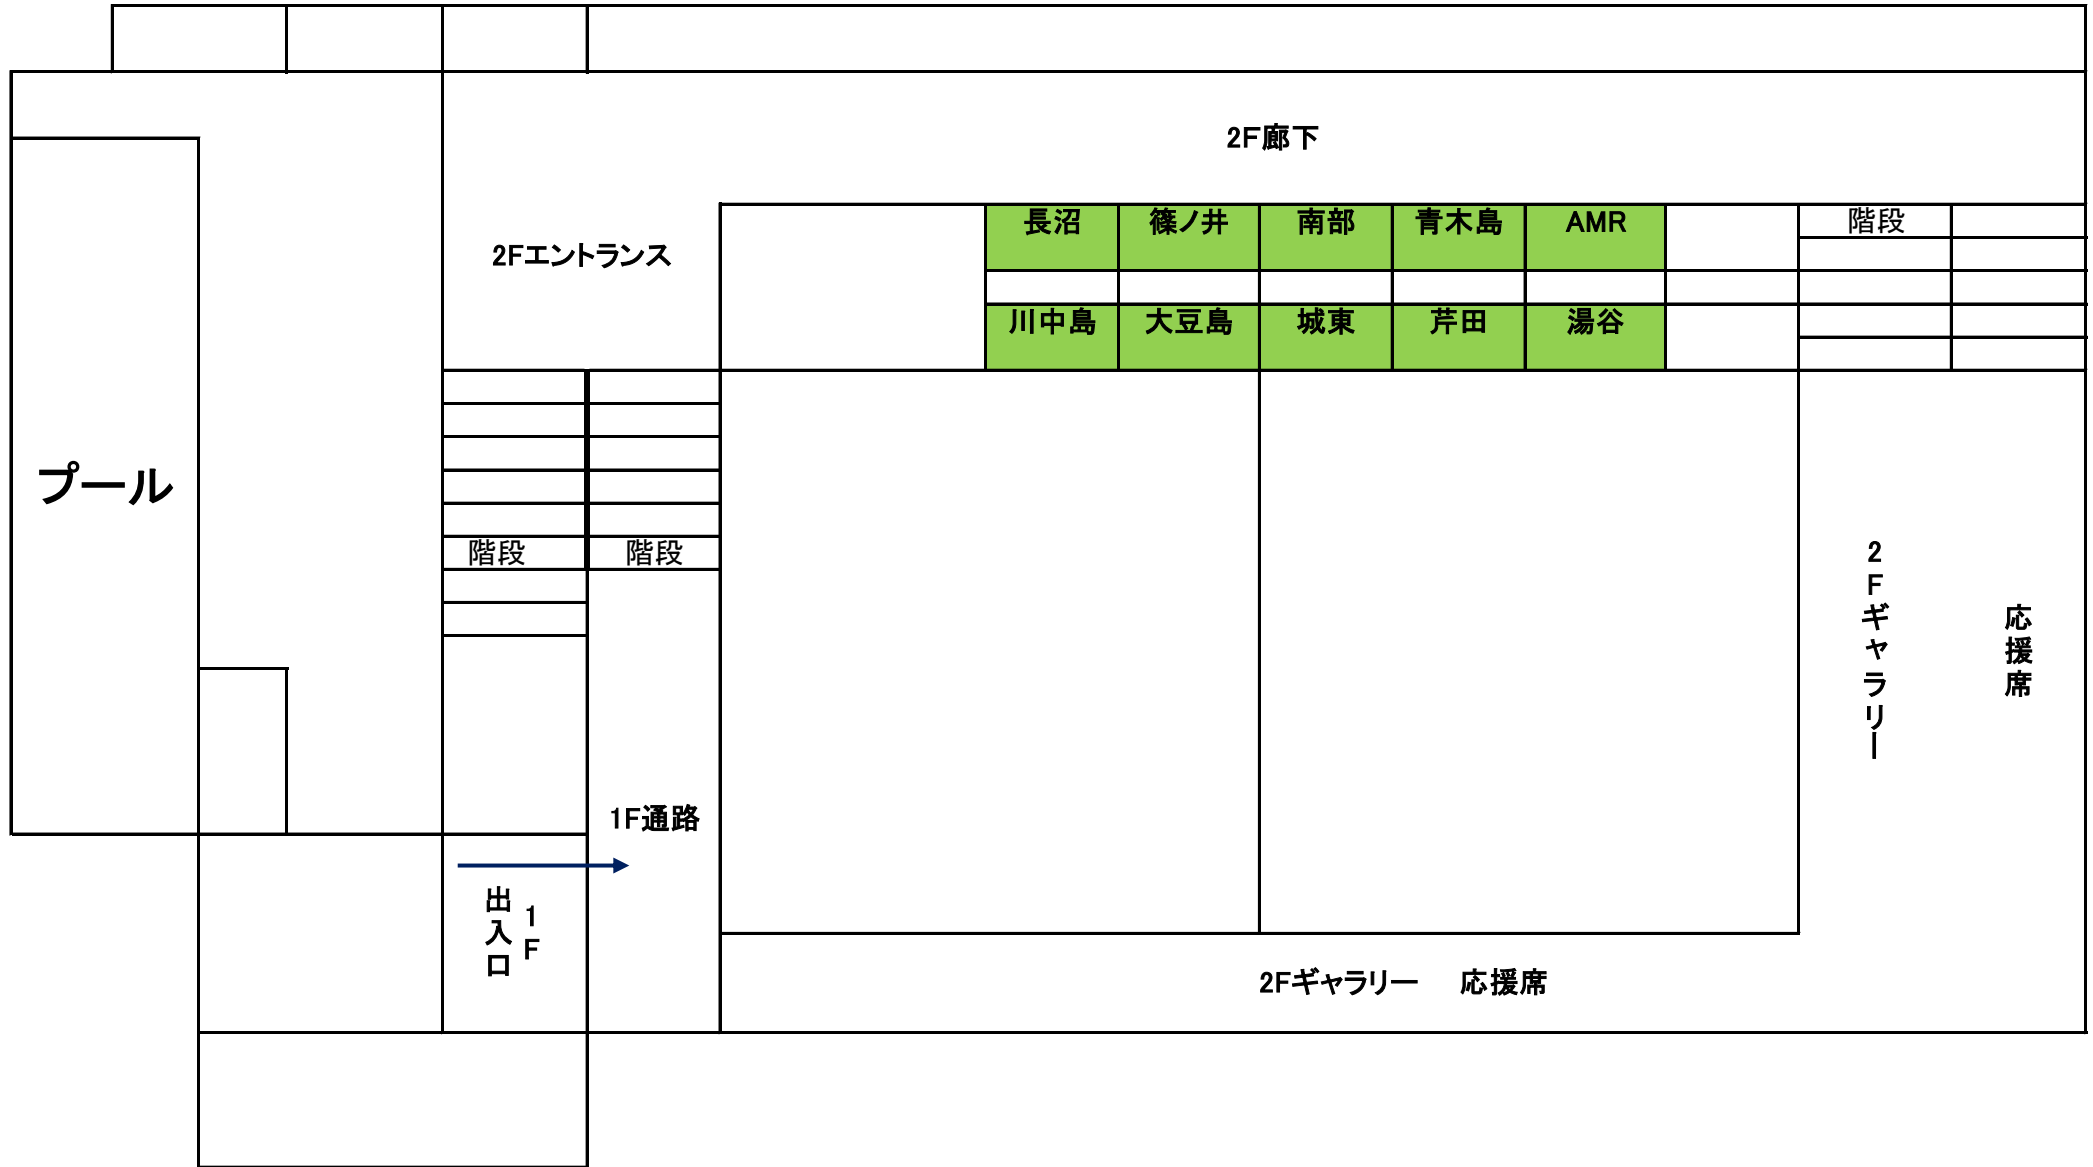 2F廊下
2Fエントランス
長沼 篠ノ井 南部 青木島 AMR 階段
川中島 大豆島 城東 芹田 湯谷
プール
階段 階段
2Fギャラリー
応援席
1F通路
1F
出入口
2Fギャラリー 応援席